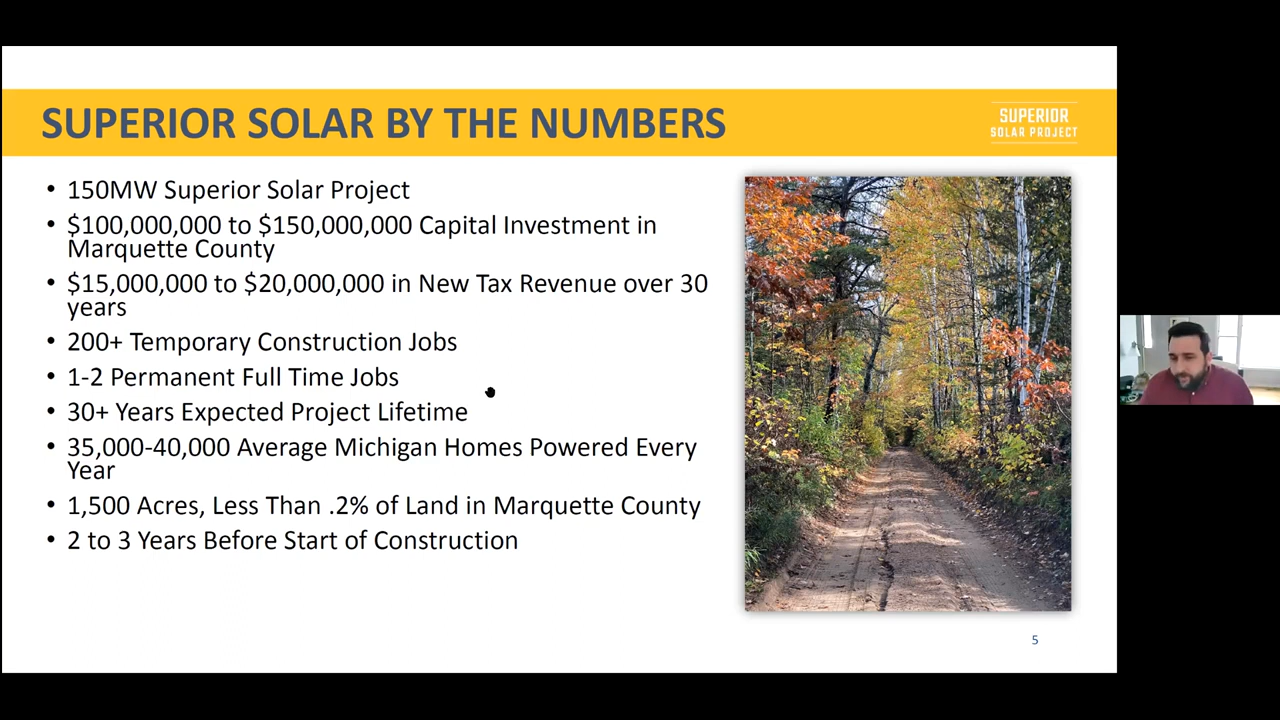 SUPERIOR SOLAR BY THE NUMBERS
SUPERIOR
SOLAR PROJECT
• 150MW Superior Solar Project
• $100,000,000 to $150,000,000 Capital Investment in
Marquette County
• $15,000,000 to $20,000,000 in New Tax Revenue over 30
years
• 200+ Temporary Construction Jobs
• 1-2 Permanent Full Time Jobs
• 30+ Years Expected Project Lifetime
• 35,000-40,000 Average Michigan Homes Powered Every
Year
• 1,500 Acres, Less Than .2% of Land in Marquette County
• 2 to 3 Years Before Start of Construction
5